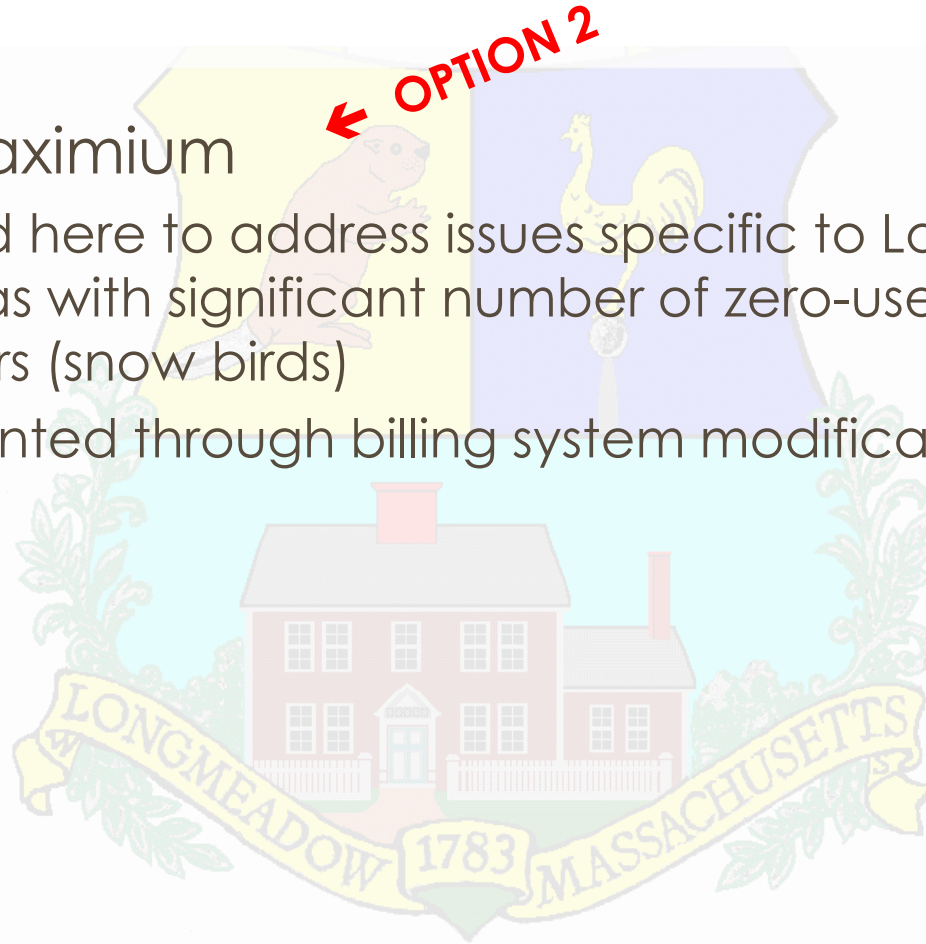 ← OPTION 2
aximium
d here to address issues specific to Lo
as with significant number of zero-use
rs (snow birds)
nted through billing system modifica
LONGMEADOW 1783 MASSACHUSETTS
W S